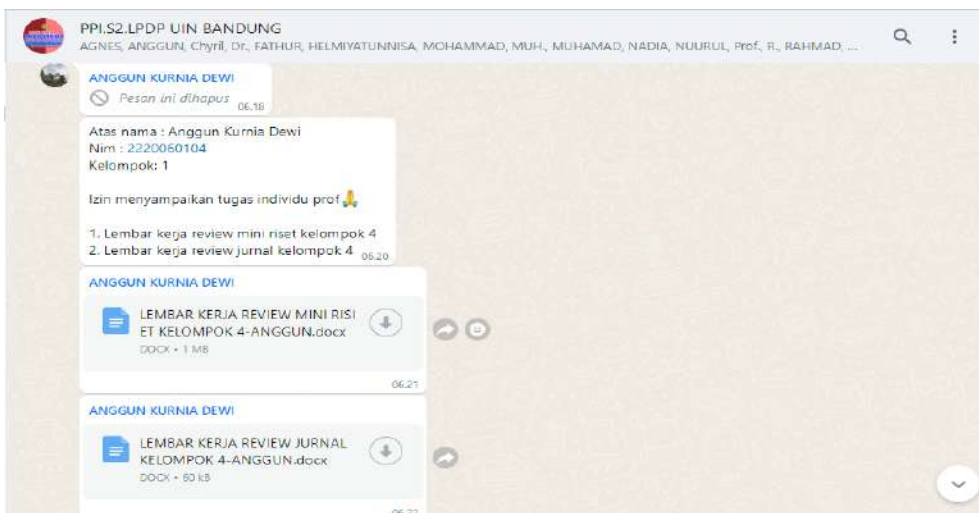 PPI.S2.LPDP UIN BANDUNG
AGNES, ANGGUN, Chyril, Dr., FATHUR, HELMIYATUNNISA, MOHAMMAD, MUH., MUHAMAD, NADIA, NUURUL, Prof., R., RAHMAD, ...
ANGGUN KURNIA DEWI
Pesan ini dihapus 06.18
Atas nama : Anggun Kurnia Dewi
Nim : 2220060104
Kelompok: 1
Izin menyampaikan tugas individu prof🙏
1. Lembar kerja review mini riset kelompok 4
2. Lembar kerja review jurnal kelompok 4 06.20
ANGGUN KURNIA DEWI
LEMBAR KERJA REVIEW MINI RISI
ET KELOMPOK 4-ANGGUN.docx
DOCX • 1 MB
06.21
ANGGUN KURNIA DEWI
LEMBAR KERJA REVIEW JURNAL
KELOMPOK 4-ANGGUN.docx
DOCX • 60 kB